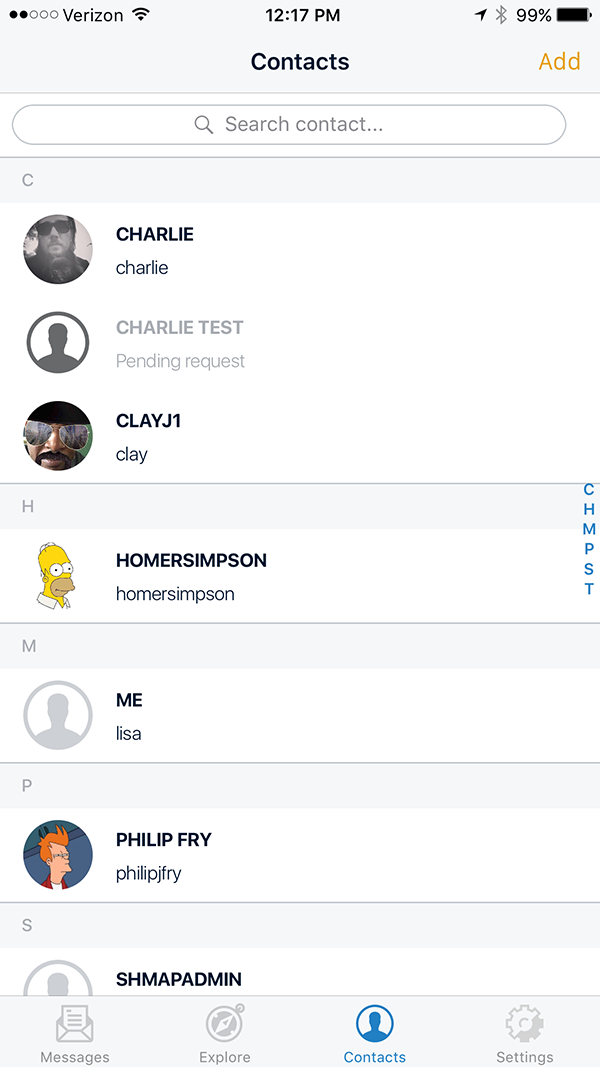 Verizon 12:17 PM 99%
Contacts Add
Search contact...
C
CHARLIE
charlie
CHARLIE TEST
Pending request
CLAYJ1
clay
H
HOMERSIMPSON
homersimpson
M
ME
lisa
P
PHILIP FRY
philipjfry
S
SHMAPADMIN
C
H
M
P
S
T
Messages Explore Contacts Settings